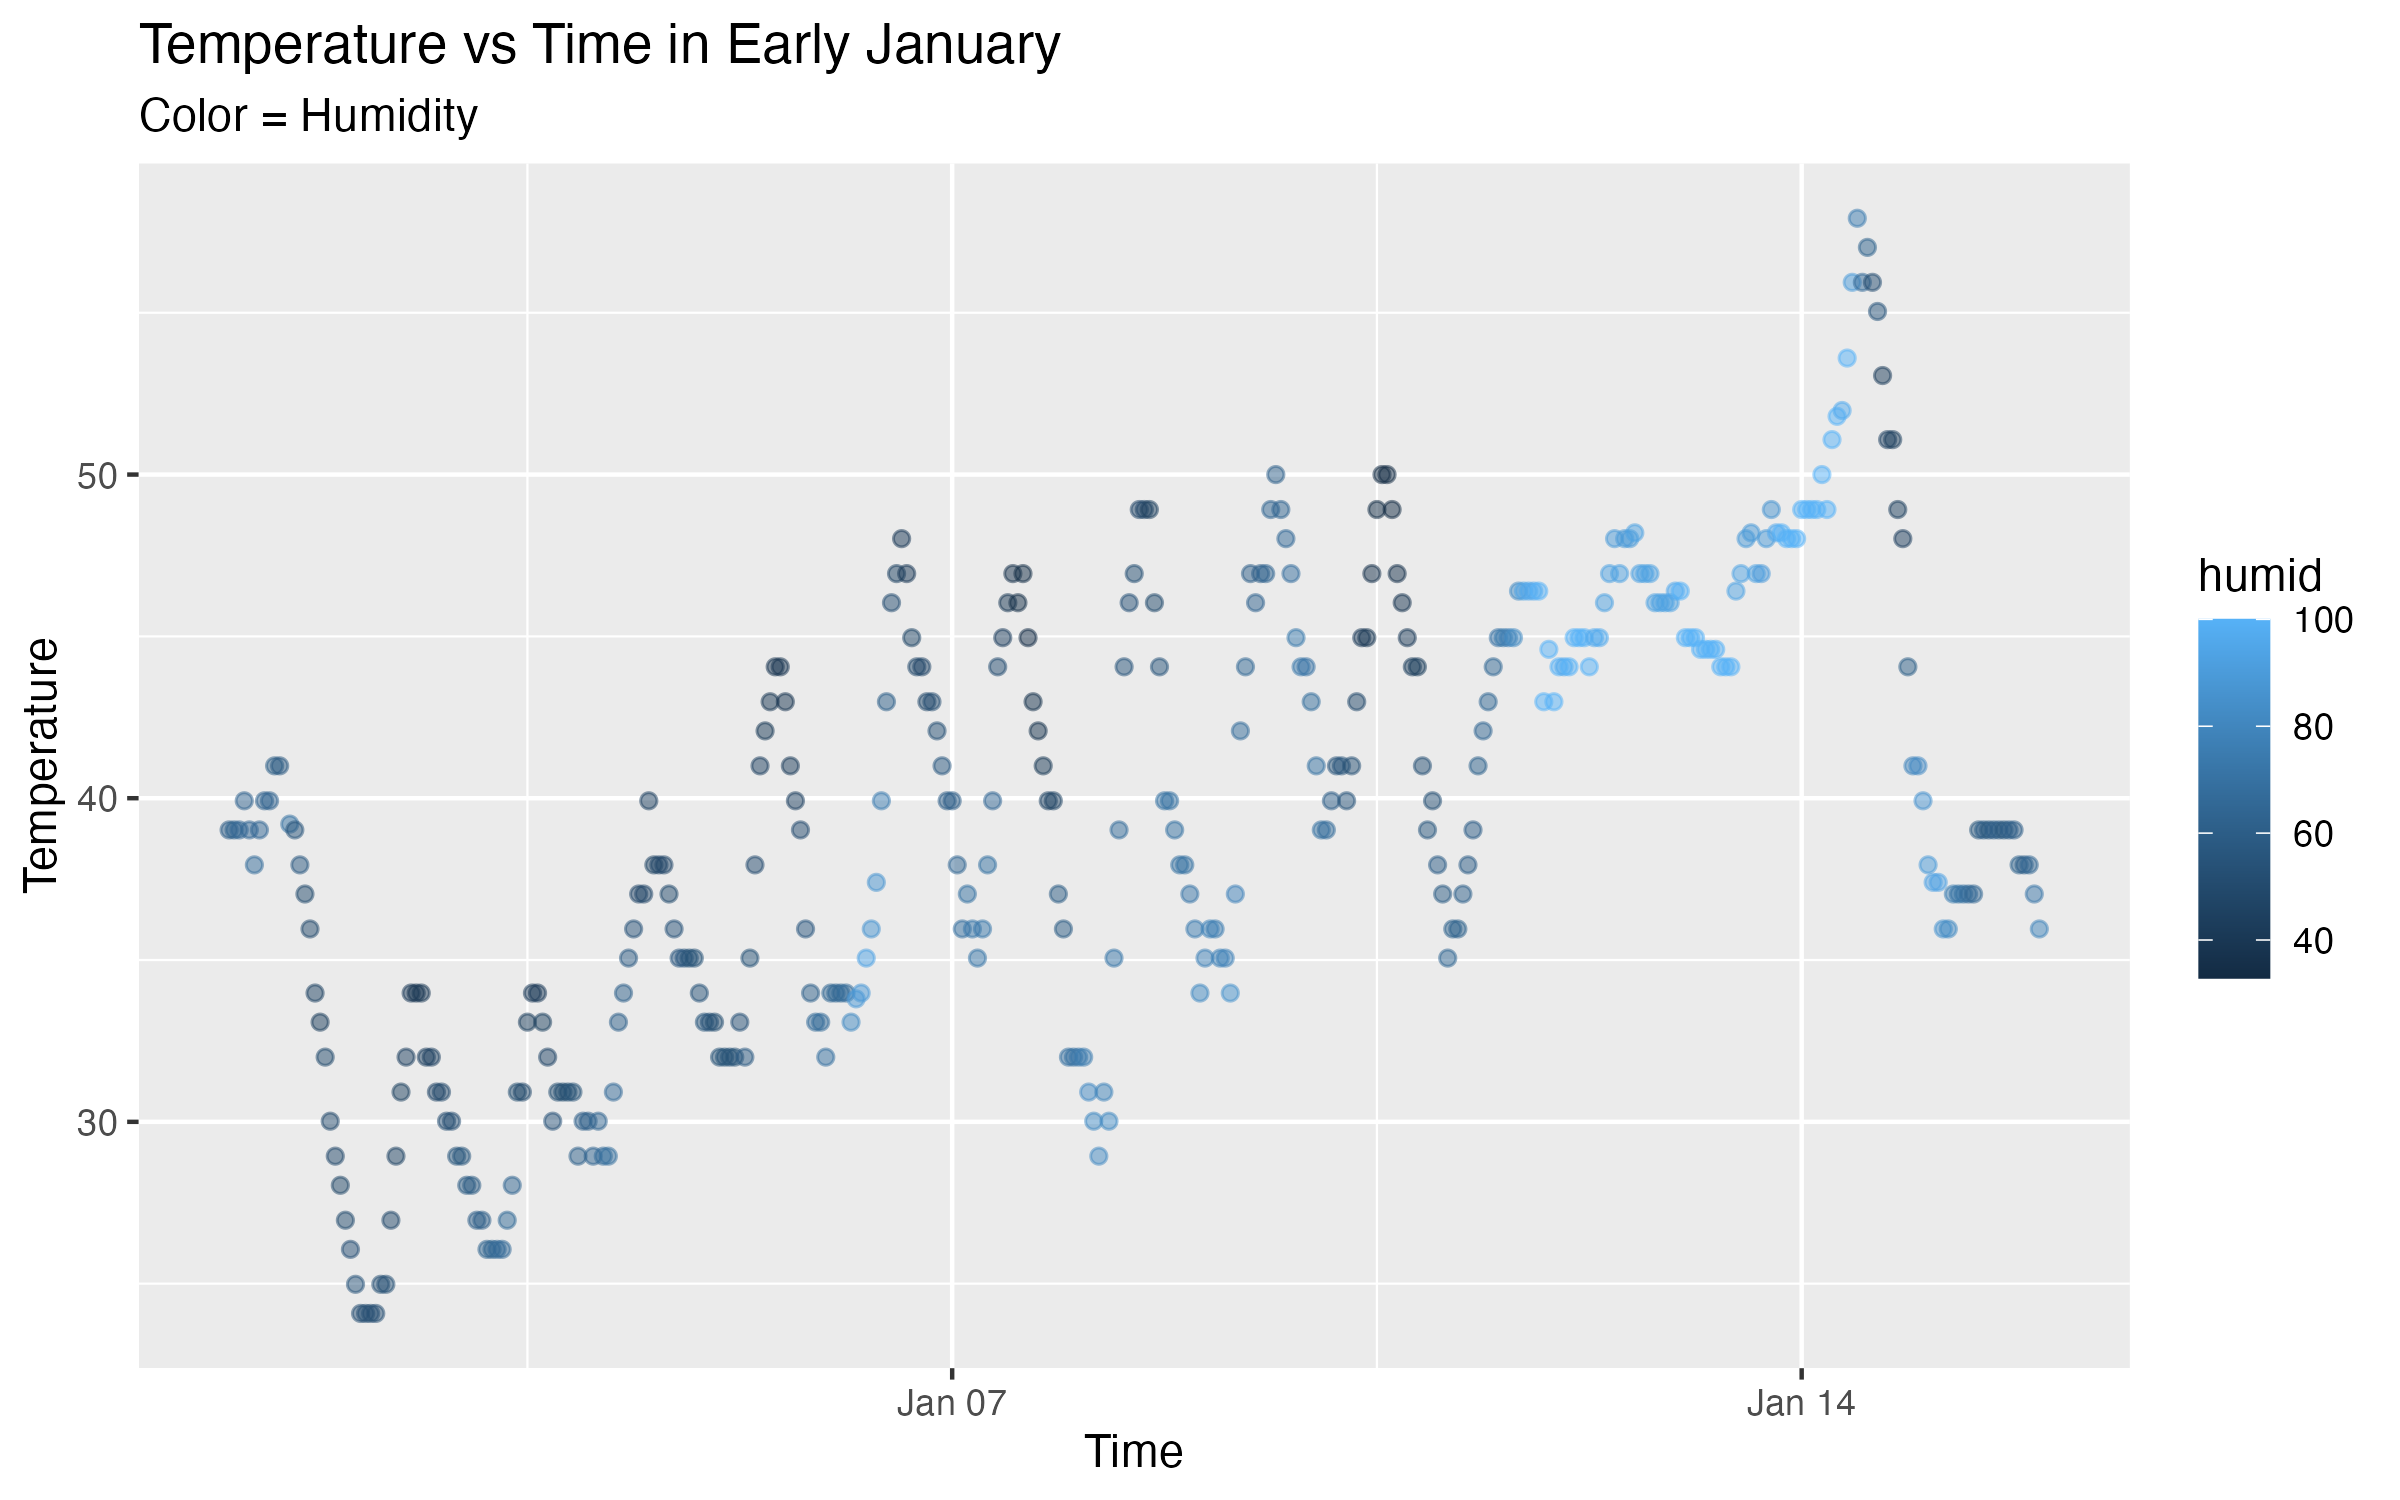 Temperature vs Time in Early January
Color = Humidity
Temperature
50
40
30
Jan 07
Jan 14
Time
humid
100
80
60
40